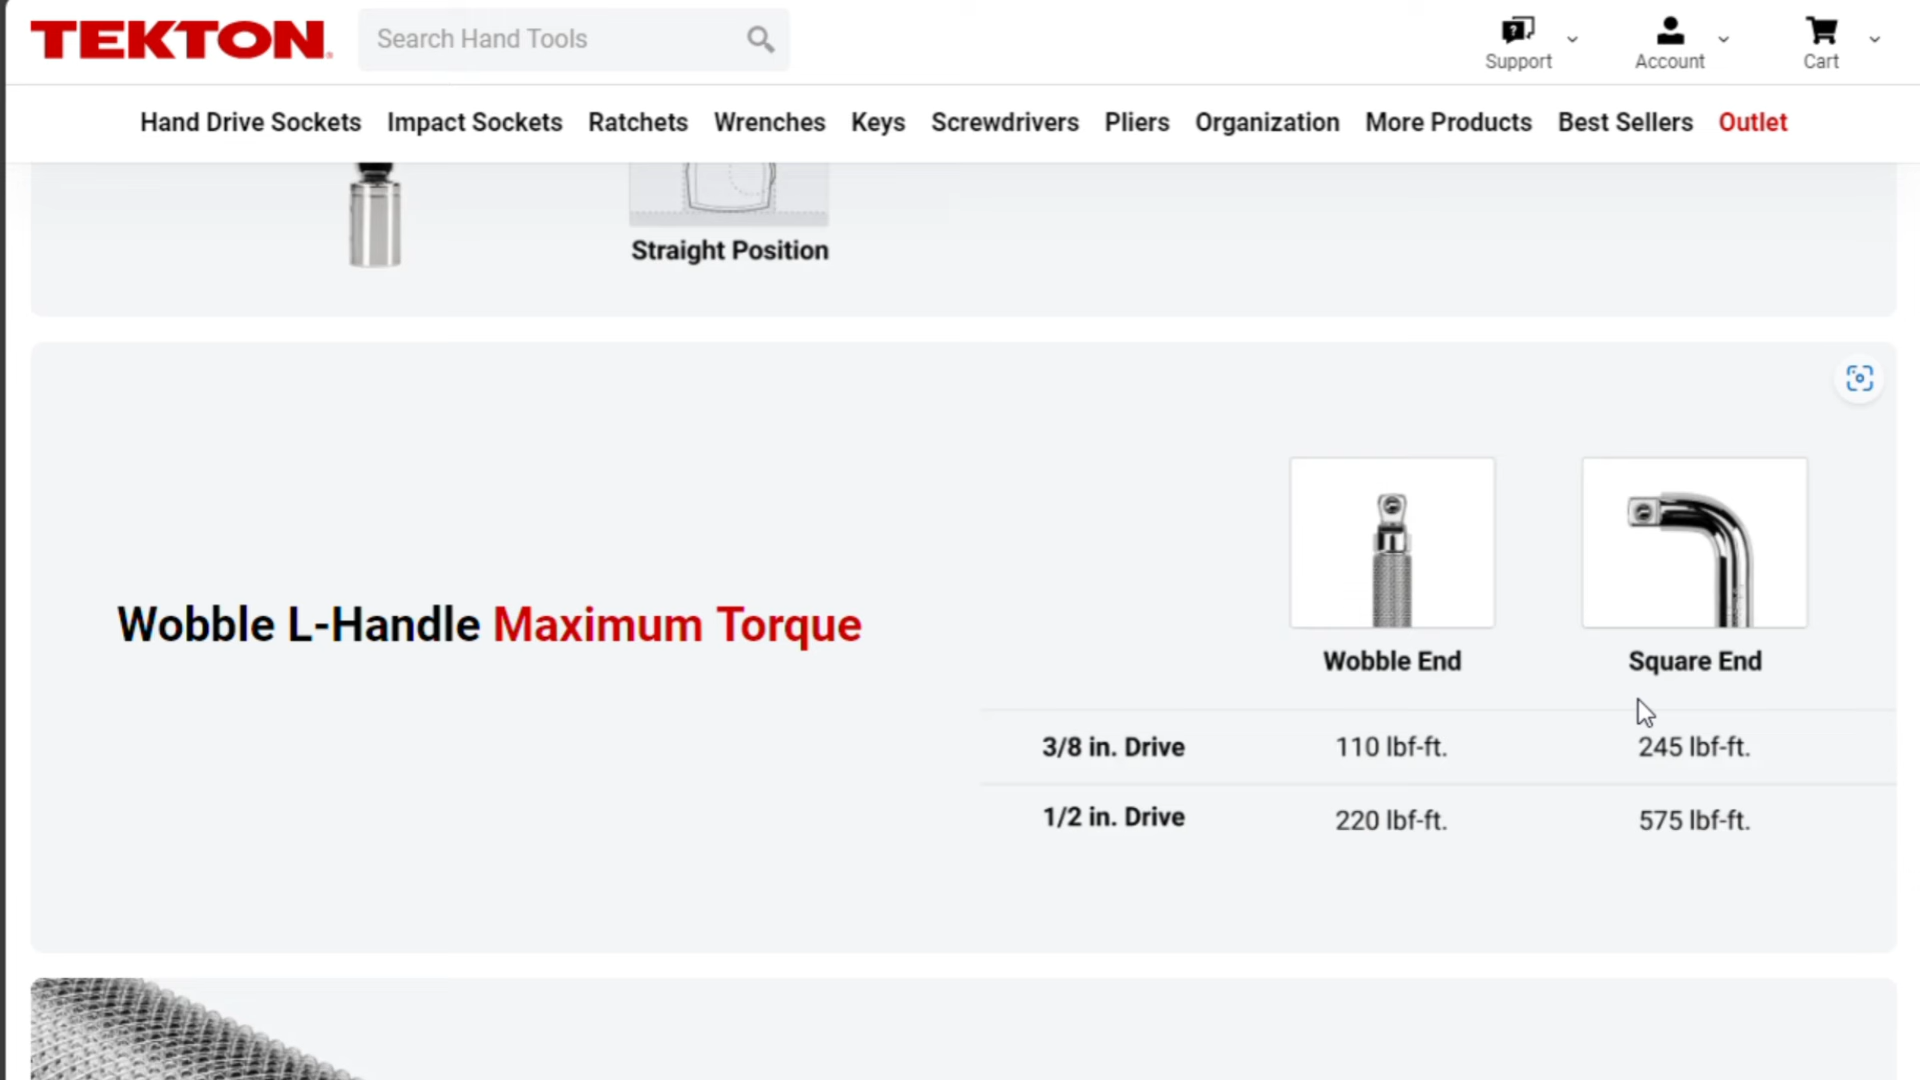 TEKTON
Search Hand Tools
Support
Account
Cart
Hand Drive Sockets Impact Sockets Ratchets Wrenches Keys Screwdrivers Pliers Organization More Products Best Sellers Outlet
Straight Position
Wobble L-Handle Maximum Torque
Wobble End Square End
3/8 in. Drive 110 lbf-ft. 245 lbf-ft.
1/2 in. Drive 220 lbf-ft. 575 lbf-ft.